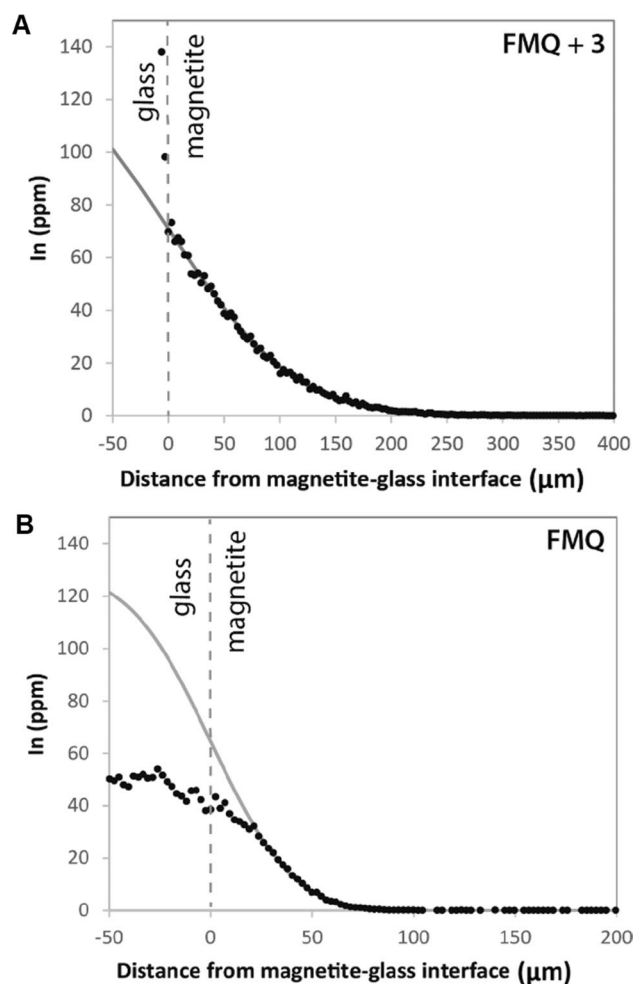 A
FMQ + 3
140
120
100
80
60
40
20
0
In (ppm)
glass
magnetite
-50 0 50 100 150 200 250 300 350 400
Distance from magnetite-glass interface (μm)
B
FMQ
140
120
100
80
60
40
20
0
In (ppm)
glass
magnetite
-50 0 50 100 150 200
Distance from magnetite-glass interface (μm)